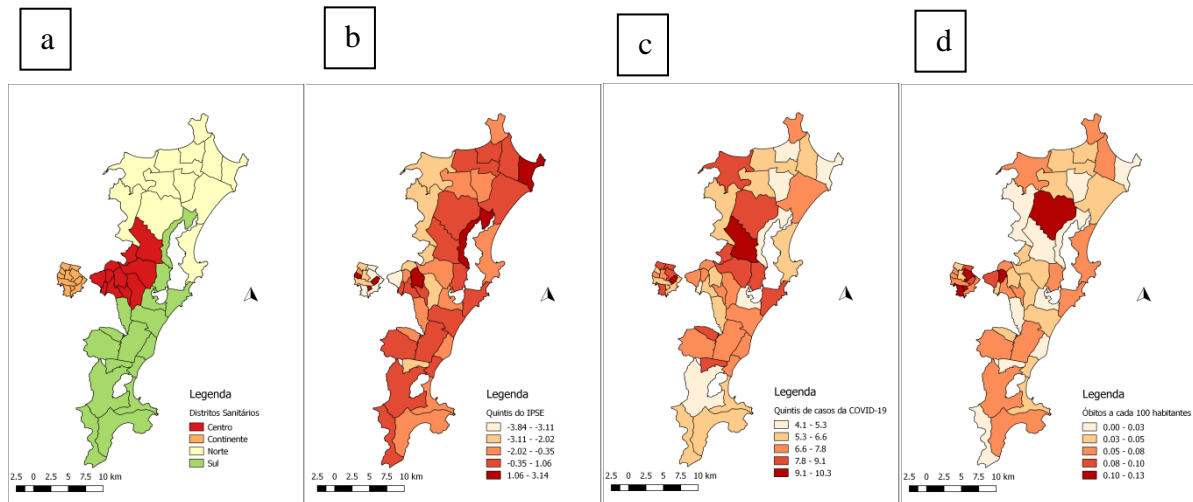 a
b
c
d
Legenda
Distritos Sanitários
Centro
Continente
Norte
Sul
2.5 0 2.5 5 7.5 10 km
Legenda
Quintis do IPSE
-3.84 - -3.11
-3.11 - -2.02
-2.02 - -0.35
-0.35 - 1.06
1.06 - 3.14
2.5 0 2.5 5 7.5 10 km
Legenda
Quintis de casos da COVID-19
4.1 - 5.3
5.3 - 6.6
6.6 - 7.8
7.8 - 9.1
9.1 - 10.3
2.5 0 2.5 5 7.5 10 km
Legenda
Óbitos a cada 100 habitantes
0.00 - 0.03
0.03 - 0.05
0.05 - 0.08
0.08 - 0.10
0.10 - 0.13
2.5 0 2.5 5 7.5 10 km